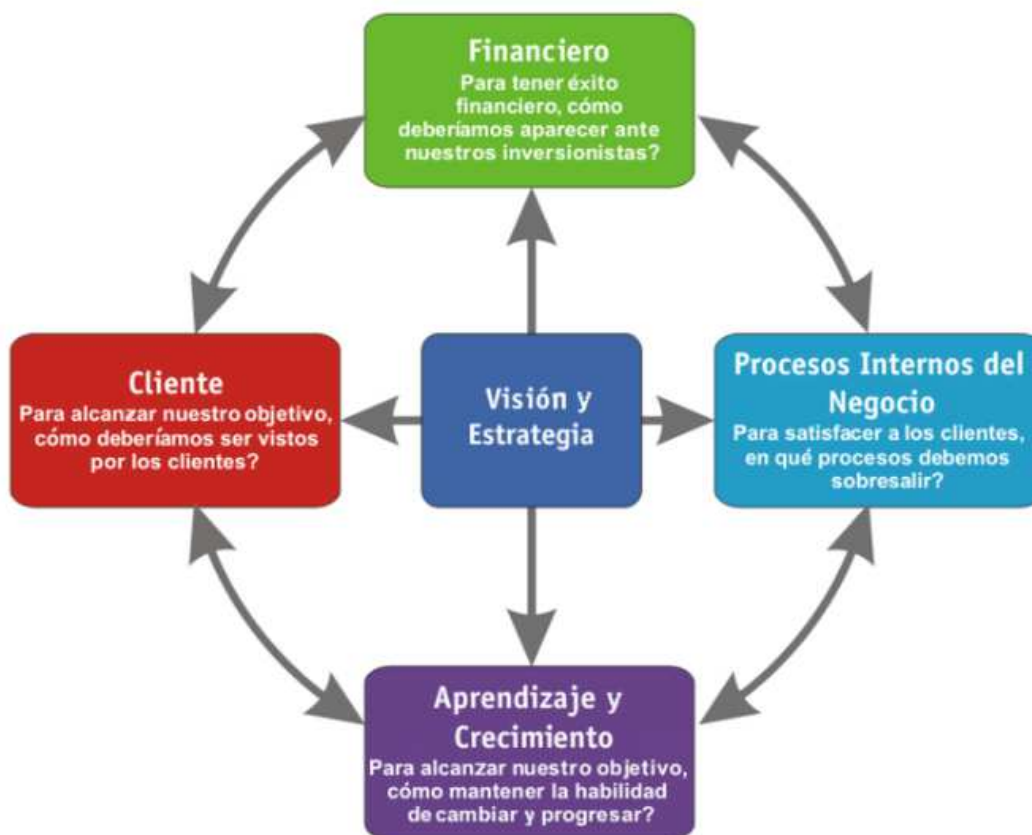 Financiero
Para tener éxito
financiero, cómo
deberíamos aparecer ante
nuestros inversionistas?
Cliente
Para alcanzar nuestro objetivo,
cómo deberíamos ser vistos
por los clientes?
Visión y
Estrategia
Procesos Internos del
Negocio
Para satisfacer a los clientes,
en qué procesos debemos
sobresalir?
Aprendizaje y
Crecimiento
Para alcanzar nuestro objetivo,
cómo mantener la habilidad
de cambiar y progresar?